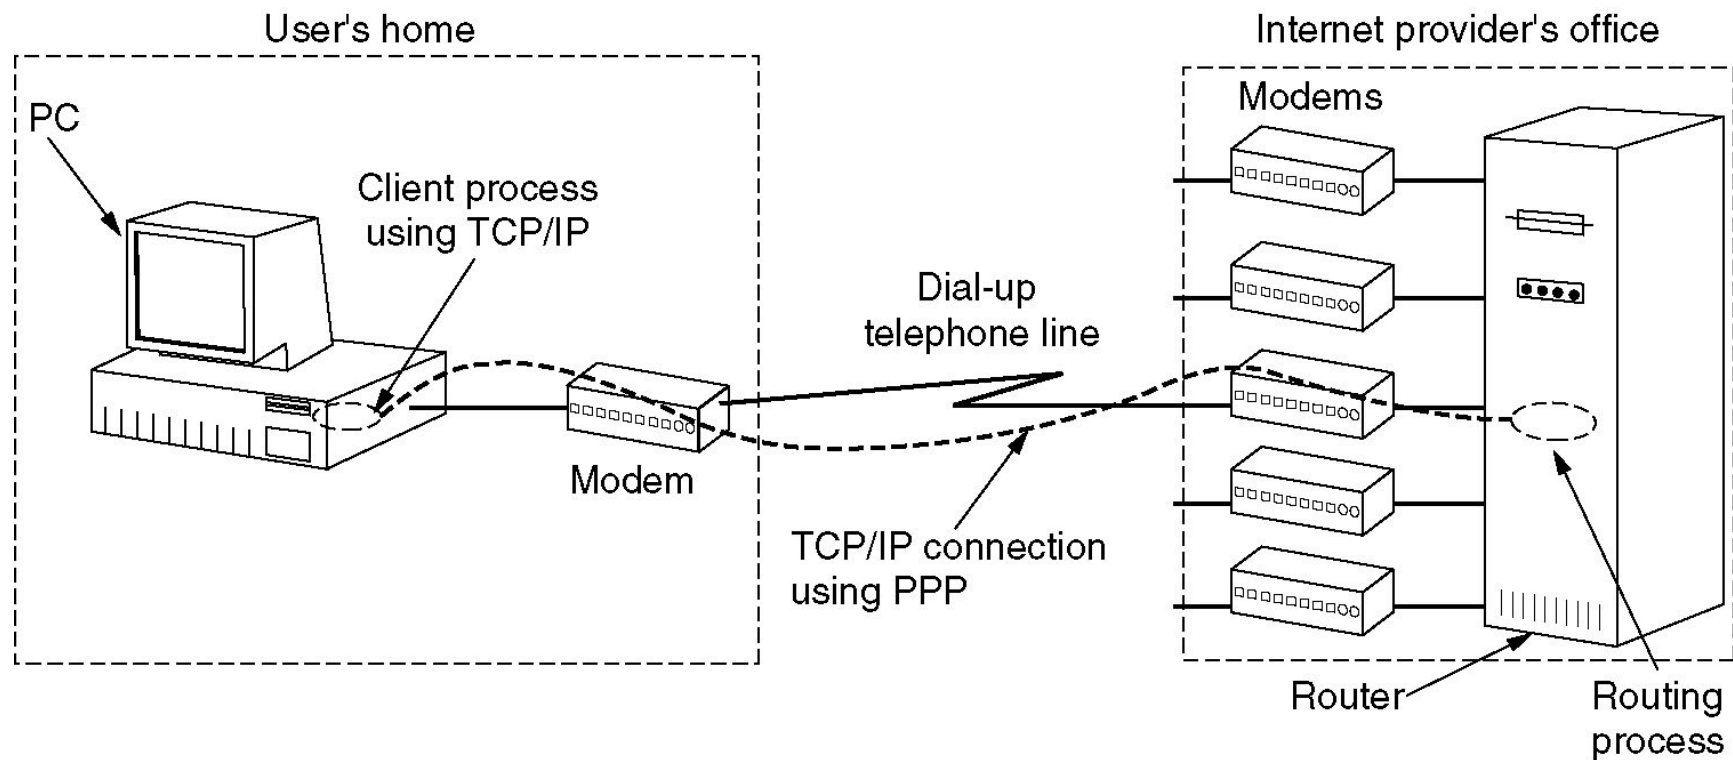 User's home
Internet provider's office
PC
Client process
using TCP/IP
Modem
Dial-up
telephone line
TCP/IP connection
using PPP
Modems
Router
Routing
process